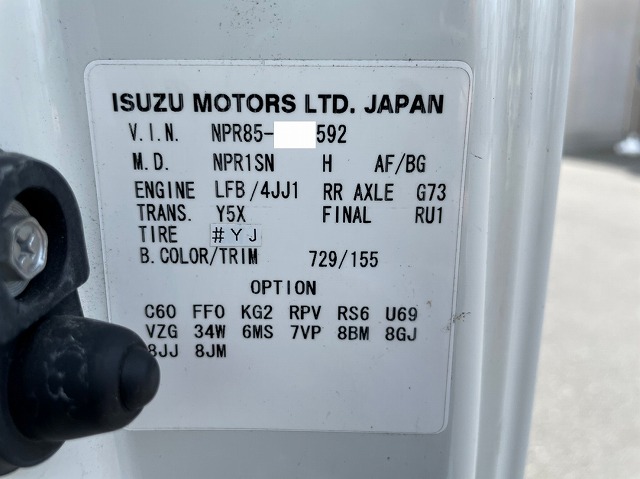 ISUZU MOTORS LTD. JAPAN
V.I.N. NPR85-   592
M.D. NPR1SN H AF/BG
ENGINE LFB/4JJ1 RR AXLE G73
TRANS. Y5X FINAL RU1
TIRE #YJ
B.COLOR/TRIM 729/155
OPTION
C60 FF0 KG2 RPV RS6 U69
VZG 34W 6MS 7VP 8BM 8GJ
8JJ 8JM